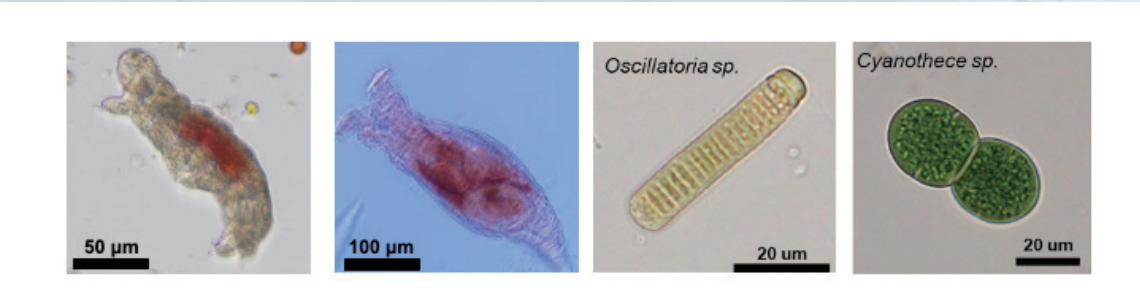 50 µm
100 µm
Oscillatoria sp.
20 um
Cyanothece sp.
20 um